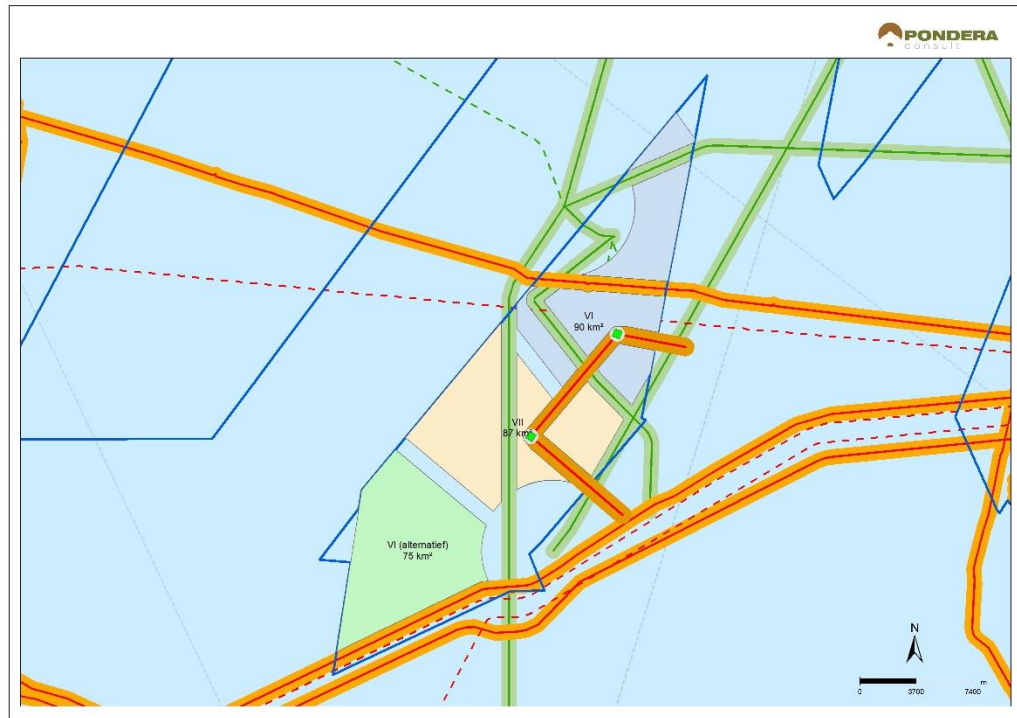 PONDERA
consult
VI
90 km²
VII
87 km²
VI (alternatief)
75 km²
N
0 3700 7400 m